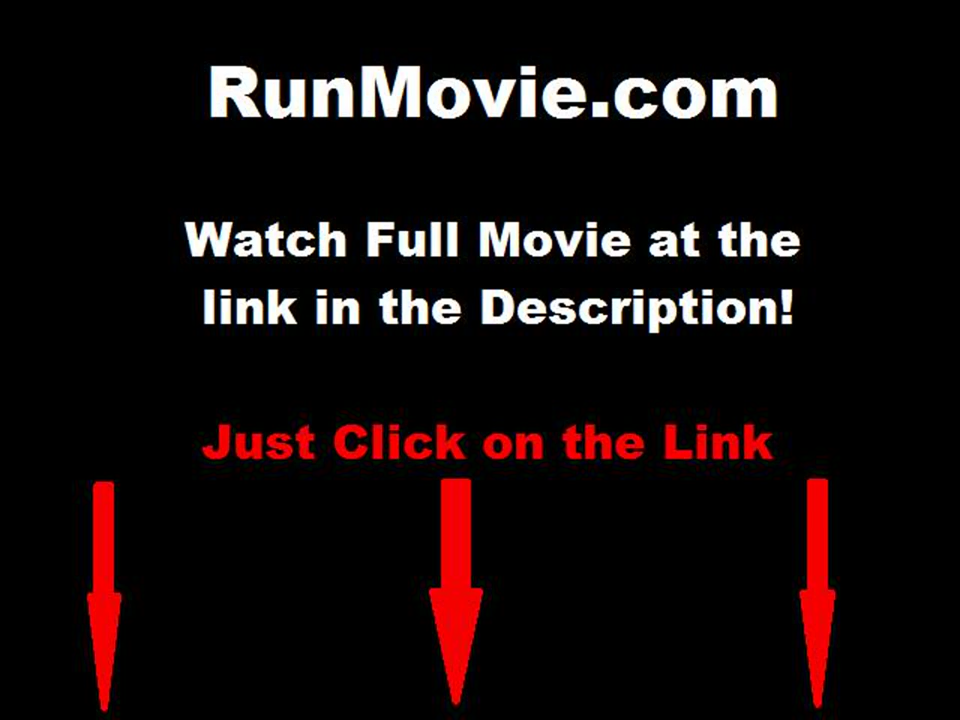 RunMovie.com
Watch Full Movie at the
link in the Description!
Just Click on the Link